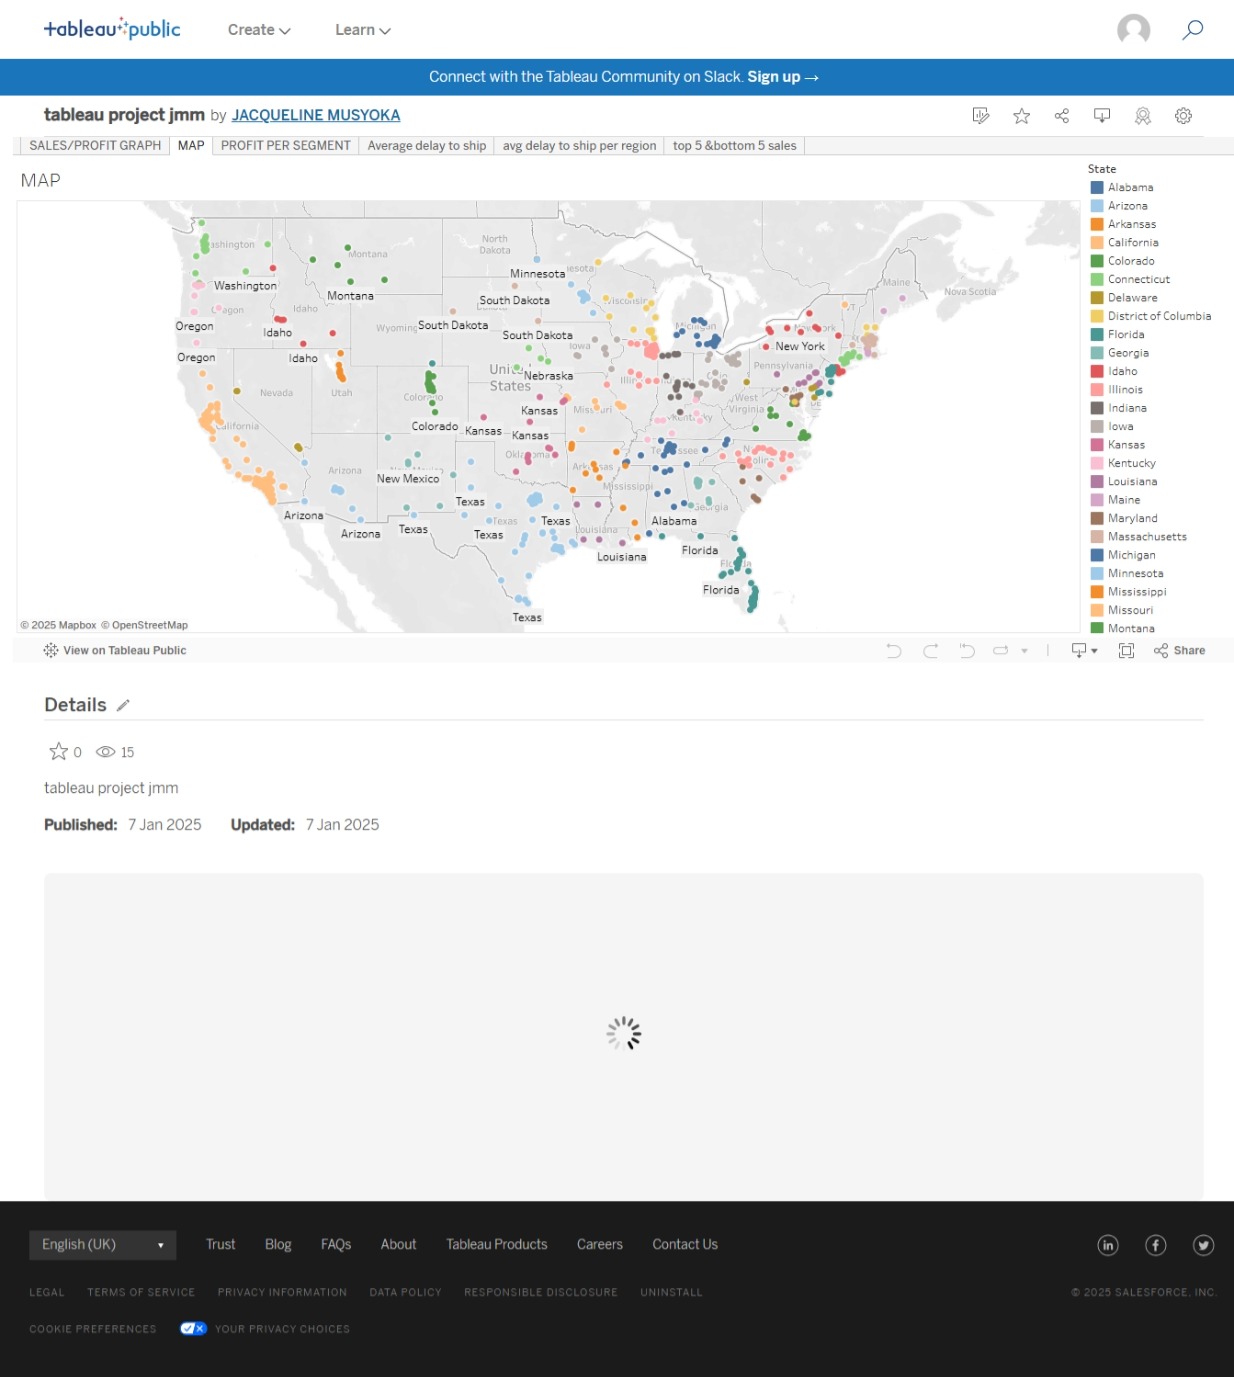 tableau public
Create
Learn
Connect with the Tableau Community on Slack. Sign up →
tableau project jmm by JACQUELINE MUSYOKA
SALES/PROFIT GRAPH
MAP
PROFIT PER SEGMENT
Average delay to ship
avg delay to ship per region
top 5 &bottom 5 sales
MAP
North
Dakota
Montana
Maine
Nova Scotia
Minnesota
Washington
Montana
South Dakota
Idaho
Oregon
Idaho
Wyoming
South Dakota
South Dakota
New York
Iowa
Oregon
Idaho
Pennsylvania
United
States
Nebraska
Nevada
Utah
West
Virginia
Kansas
Colorado
Kansas
Kansas
Arizona
New Mexico
Mississippi
Texas
Georgia
Arizona
Texas
Texas
Alabama
Arizona
Texas
Texas
Louisiana
Louisiana
Florida
Florida
Texas
© 2025 Mapbox © OpenStreetMap
State
Alabama
Arizona
Arkansas
California
Colorado
Connecticut
Delaware
District of Columbia
Florida
Georgia
Idaho
Illinois
Indiana
Iowa
Kansas
Kentucky
Louisiana
Maine
Maryland
Massachusetts
Michigan
Minnesota
Mississippi
Missouri
Montana
View on Tableau Public
Share
Details
0
15
tableau project jmm
Published: 7 Jan 2025 Updated: 7 Jan 2025
English (UK)
Trust
Blog
FAQs
About
Tableau Products
Careers
Contact Us
LEGAL
TERMS OF SERVICE
PRIVACY INFORMATION
DATA POLICY
RESPONSIBLE DISCLOSURE
UNINSTALL
© 2025 SALESFORCE, INC.
COOKIE PREFERENCES
YOUR PRIVACY CHOICES